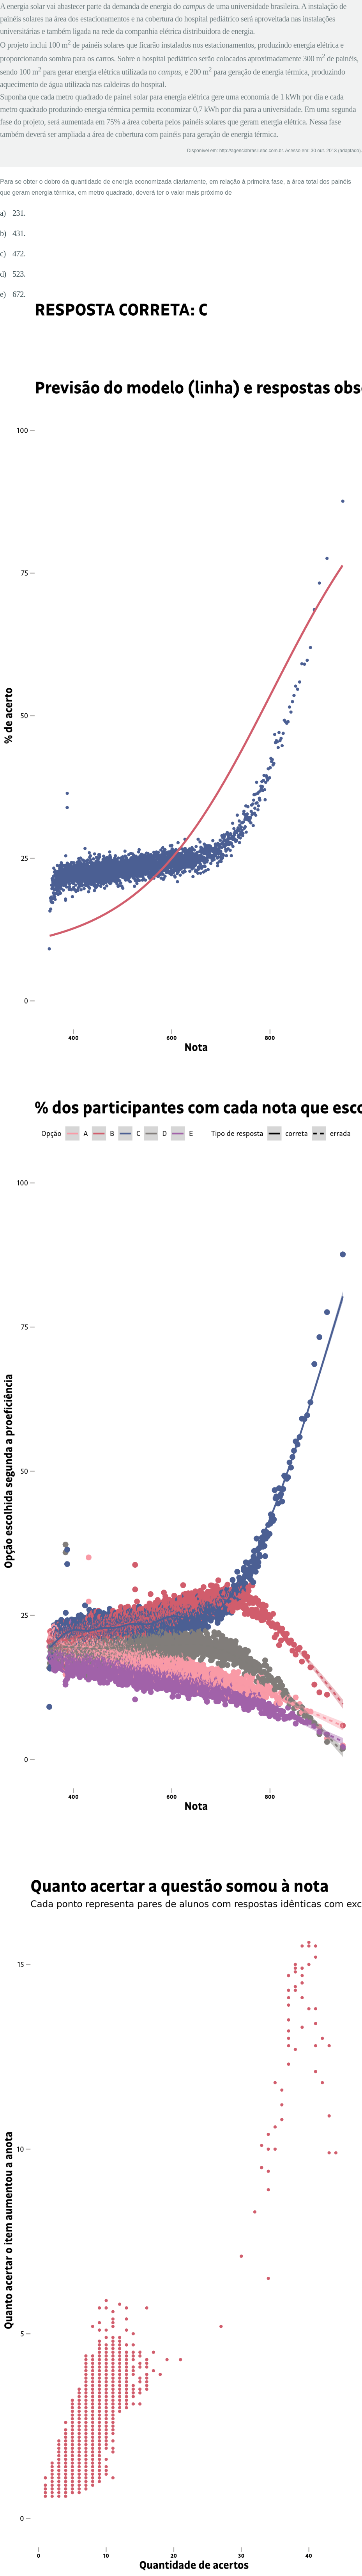 A energia solar vai abastecer parte da demanda de energia do campus de uma universidade brasileira. A instalação de
painéis solares na área dos estacionamentos e na cobertura do hospital pediátrico será aproveitada nas instalações
universitárias e também ligada na rede da companhia elétrica distribuidora de energia.
O projeto inclui 100 m² de painéis solares que ficarão instalados nos estacionamentos, produzindo energia elétrica e
proporcionando sombra para os carros. Sobre o hospital pediátrico serão colocados aproximadamente 300 m² de painéis,
sendo 100 m² para gerar energia elétrica utilizada no campus, e 200 m² para geração de energia térmica, produzindo
aquecimento de água utilizada nas caldeiras do hospital.
Suponha que cada metro quadrado de painel solar para energia elétrica gere uma economia de 1 kWh por dia e cada
metro quadrado produzindo energia térmica permita economizar 0,7 kWh por dia para a universidade. Em uma segunda
fase do projeto, será aumentada em 75% a área coberta pelos painéis solares que geram energia elétrica. Nessa fase
também deverá ser ampliada a área de cobertura com painéis para geração de energia térmica.
Disponível em: http://agenciabrasil.ebc.com.br. Acesso em: 30 out. 2013 (adaptado).
Para se obter o dobro da quantidade de energia economizada diariamente, em relação à primeira fase, a área total dos painéis
que geram energia térmica, em metro quadrado, deverá ter o valor mais próximo de
a) 231.
b) 431.
c) 472.
d) 523.
e) 672.
RESPOSTA CORRETA: C
Previsão do modelo (linha) e respostas obs
100
75
50
25
0
% de acerto
400 600 800
Nota
% dos participantes com cada nota que esco
Opção A B C D E Tipo de resposta correta errada
100
75
50
25
0
Opção escolhida segunda a proeficiência
400 600 800
Nota
Quanto acertar a questão somou à nota
Cada ponto representa pares de alunos com respostas idênticas com exc
15
10
5
0
Quanto acertar o item aumentou a anota
0 10 20 30 40
Quantidade de acertos